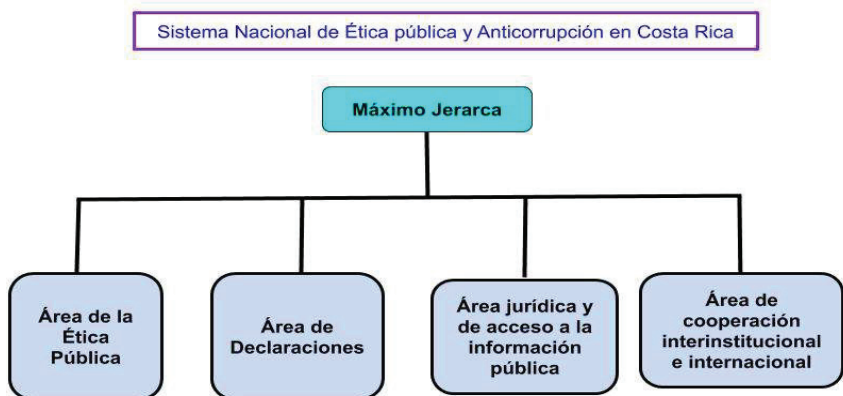 Sistema Nacional de Ética pública y Anticorrupción en Costa Rica
Máximo Jerarca
Área de la
Ética
Pública
Área de
Declaraciones
Área jurídica y
de acceso a la
información
pública
Área de
cooperación
interinstitucional
e internacional